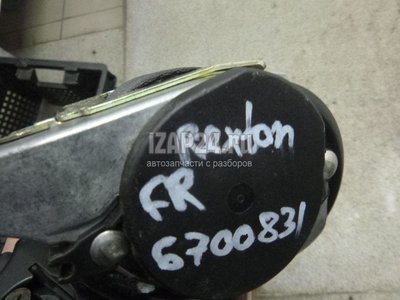 Rexton
IZAP24.RU
автозапчасти с разборов
FR
6700831